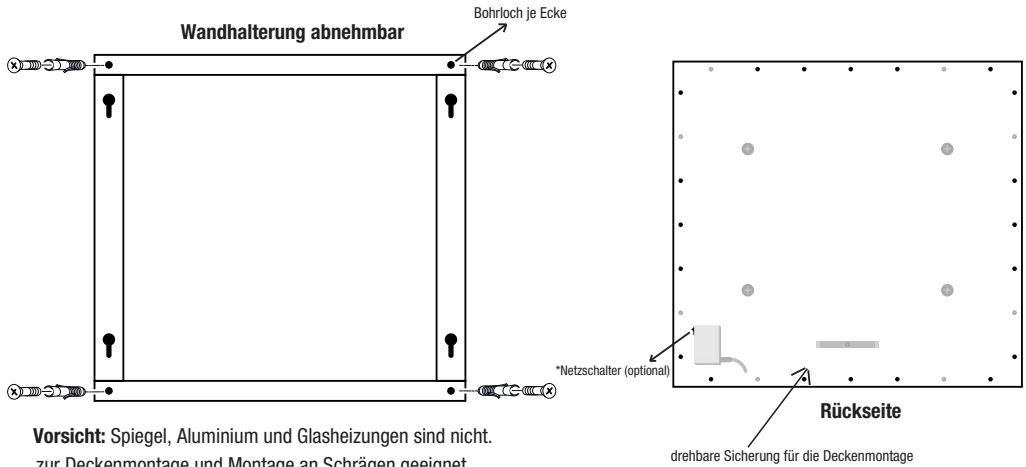 Bohrloch je Ecke
Wandhalterung abnehmbar
*Netzschalter (optional)
Rückseite
drehbare Sicherung für die Deckenmontage
Vorsicht: Spiegel, Aluminium und Glasheizungen sind nicht.
zur Deckenmontage und Montage an Schrägen geeignet